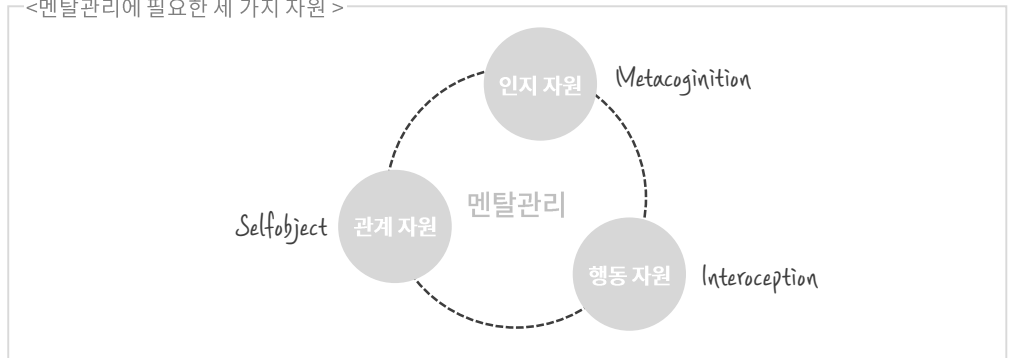 <멘탈관리에 필요한 세 가지 자원 >
인지 자원
Metacoginition
멘탈관리
Selfobject
관계 자원
행동 자원
Interoception